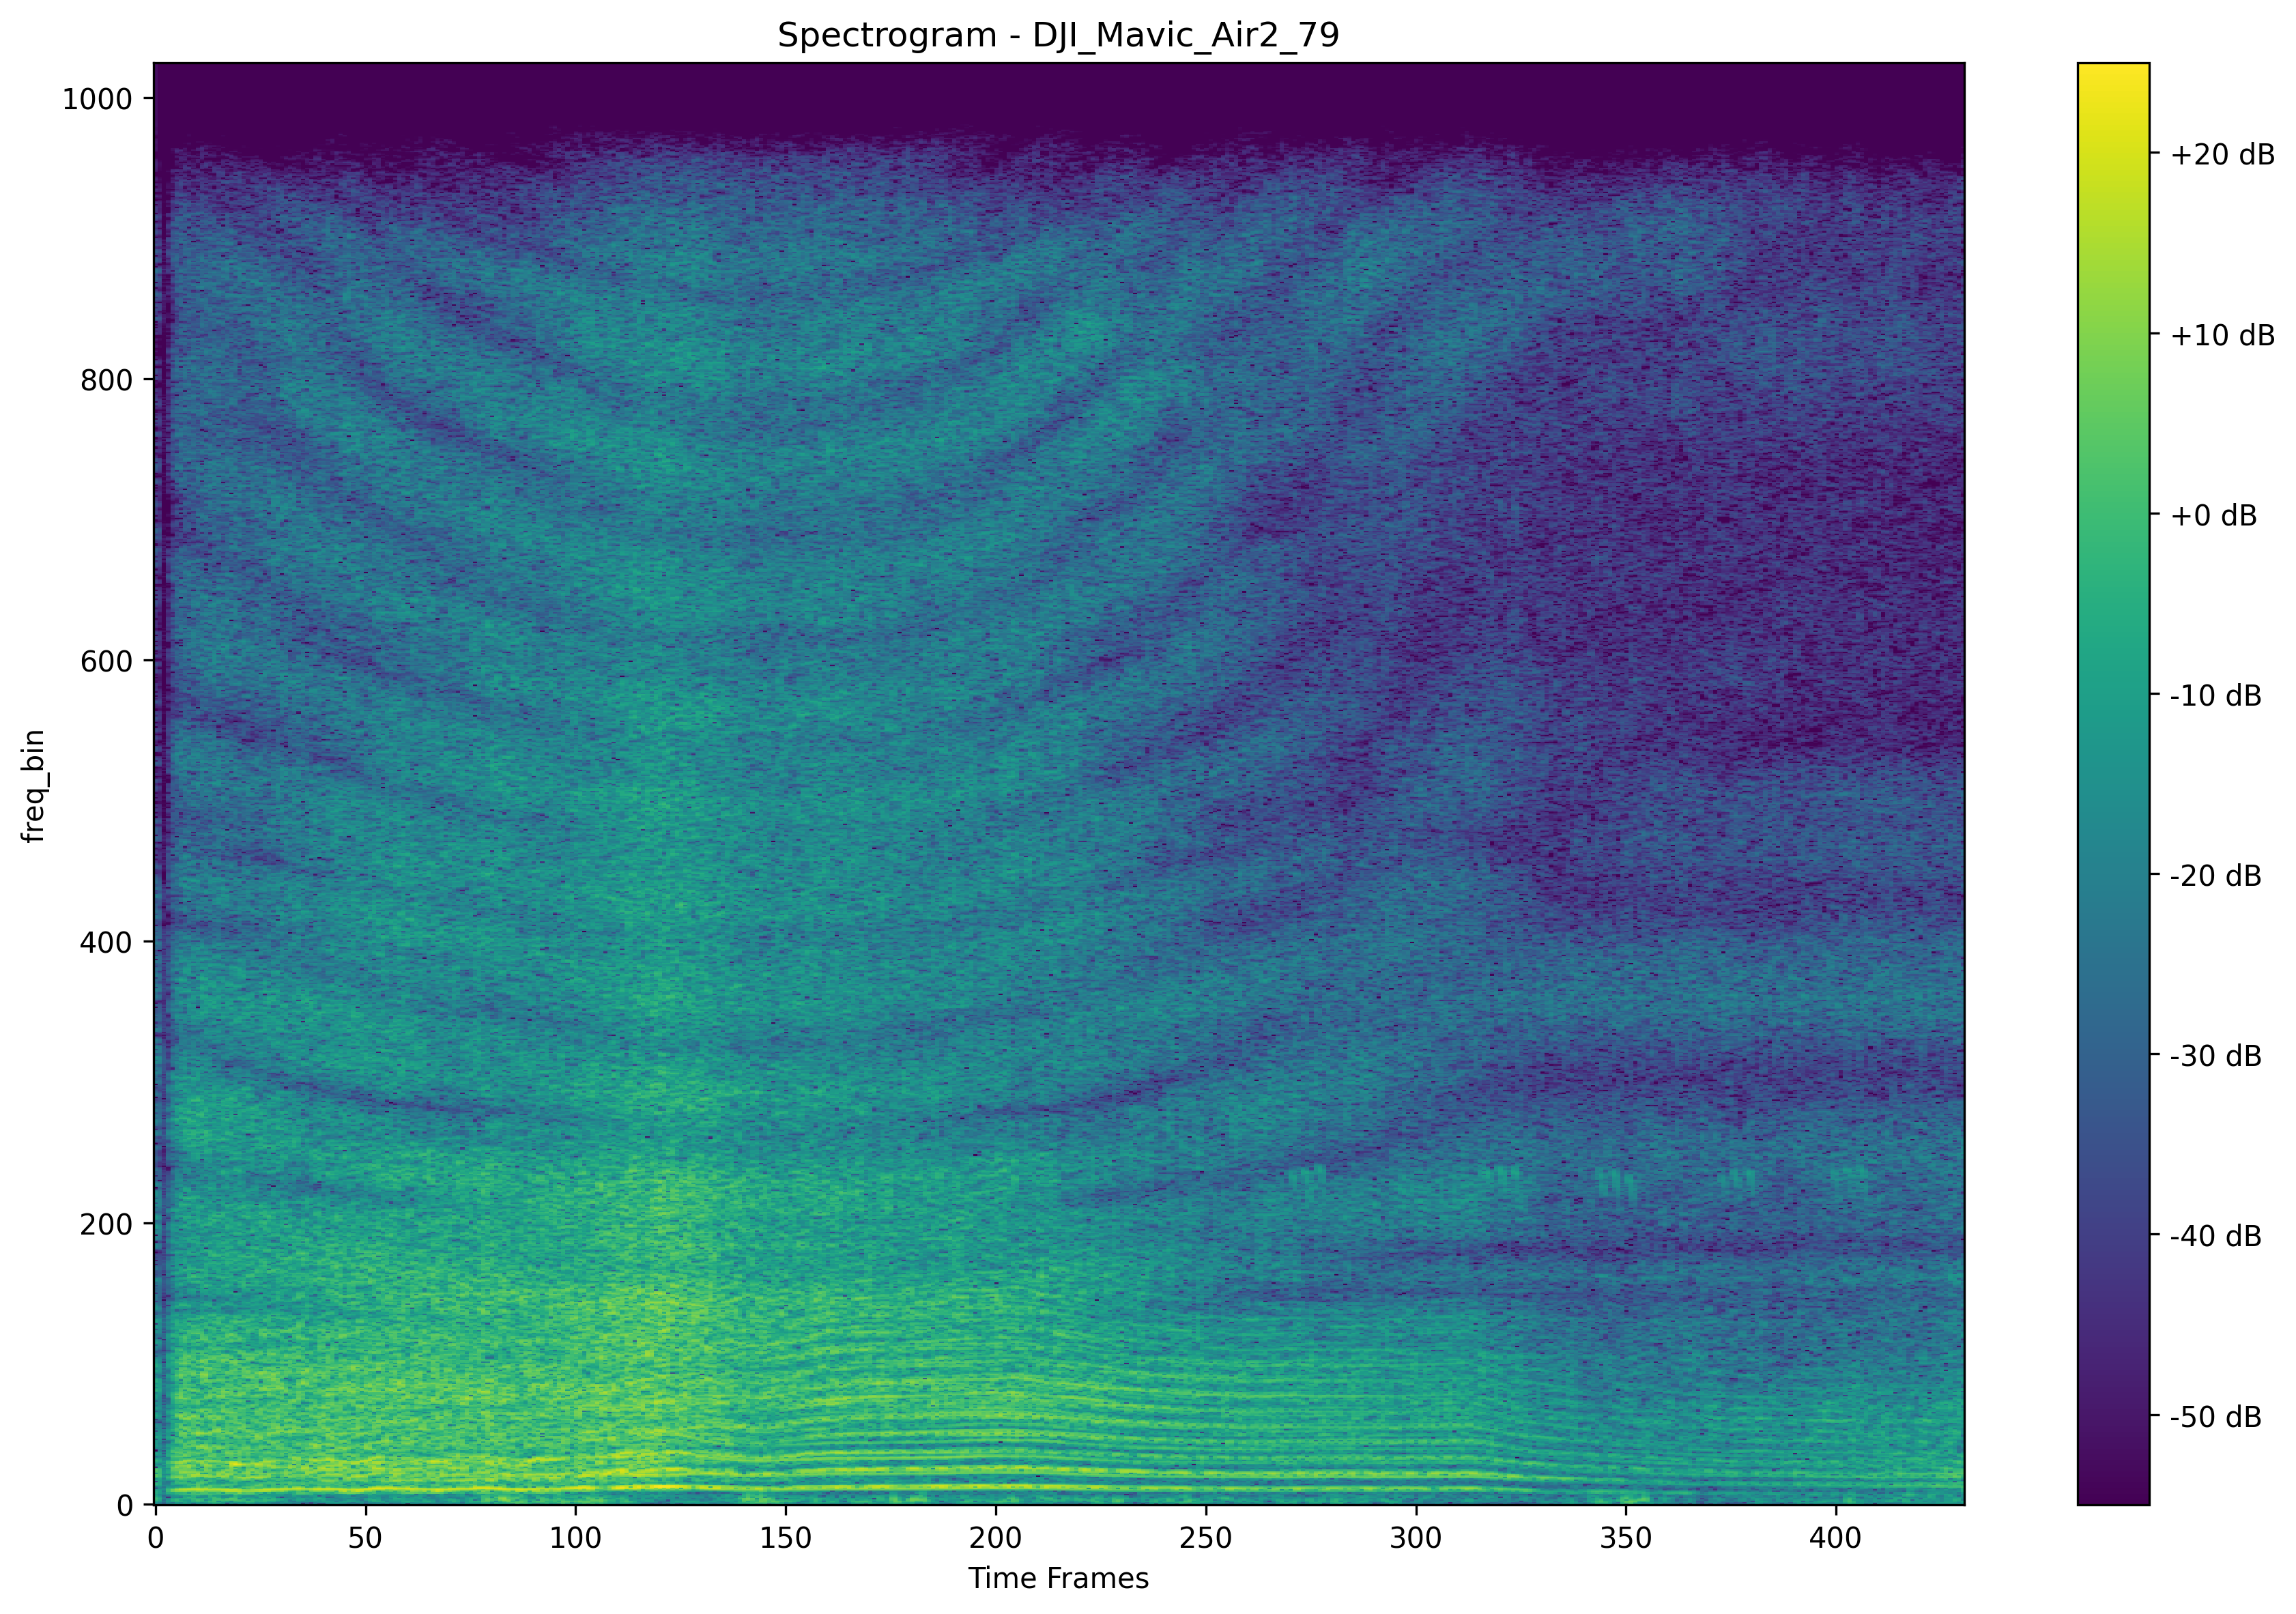 Spectrogram - DJI_Mavic_Air2_79
1000
800
600
400
200
0
freq_bin
0 50 100 150 200 250 300 350 400
Time Frames
+20 dB
+10 dB
+0 dB
-10 dB
-20 dB
-30 dB
-40 dB
-50 dB